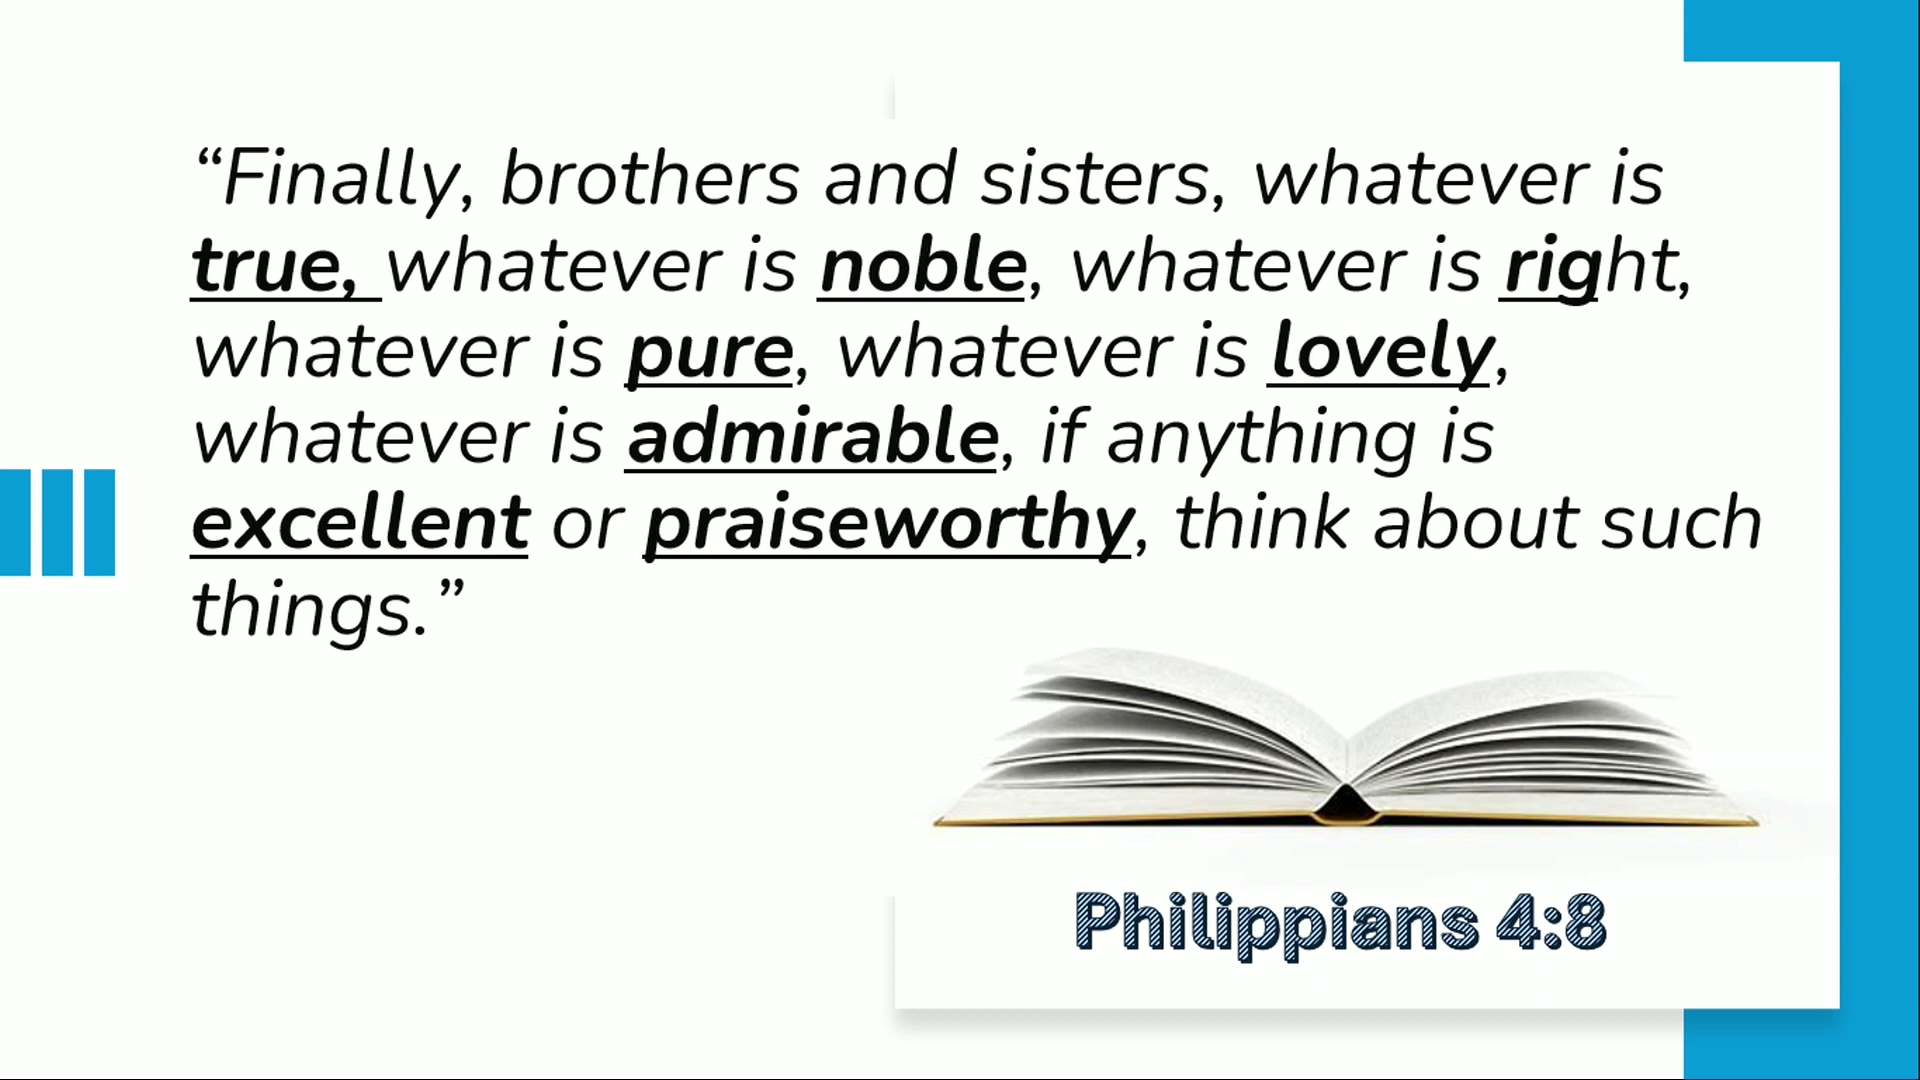 “Finally, brothers and sisters, whatever is
true, whatever is noble, whatever is right,
whatever is pure, whatever is lovely,
whatever is admirable, if anything is
excellent or praiseworthy, think about such
things.”
Philippians 4:8